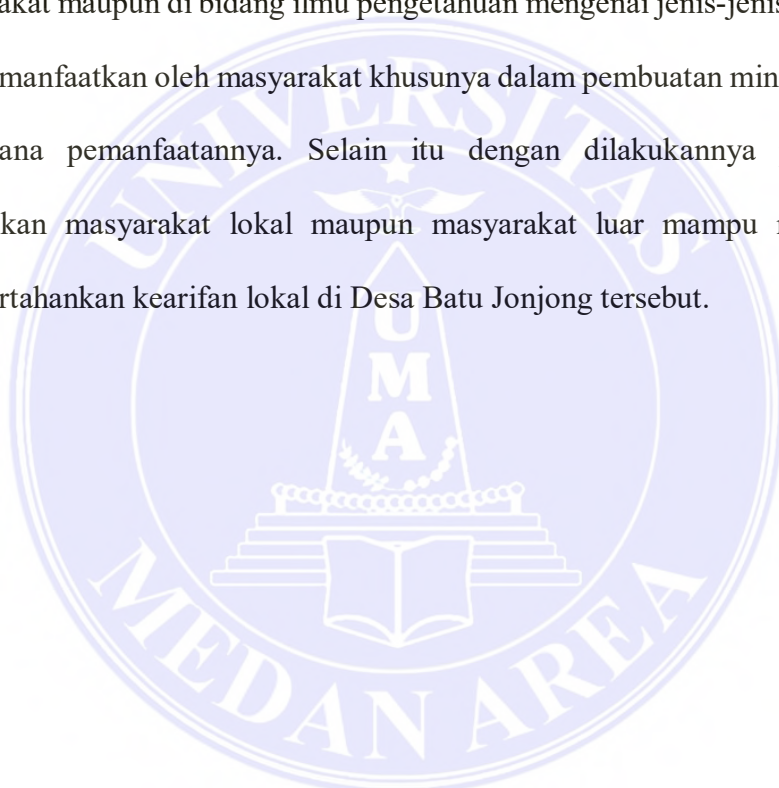 akat maupun di bidang ilmu pengetahuan mengenai jenis-jenis
manfaatkan oleh masyarakat khusunya dalam pembuatan min
ana pemanfaatannya. Selain itu dengan dilakukannya
kan masyarakat lokal maupun masyarakat luar mampu
rtahankan kearifan lokal di Desa Batu Jonjong tersebut.
UNIVERSITAS
UMA
MEDAN AREA